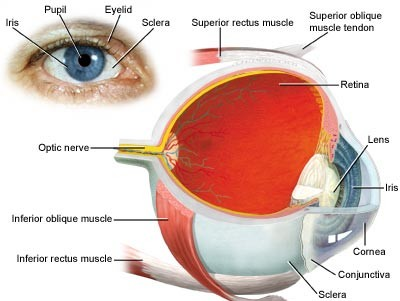 Pupil
Eyelid
Iris
Sclera
Superior rectus muscle
Superior oblique
muscle tendon
Retina
Optic nerve
Lens
Iris
Inferior oblique muscle
Cornea
Inferior rectus muscle
Conjunctiva
Sclera